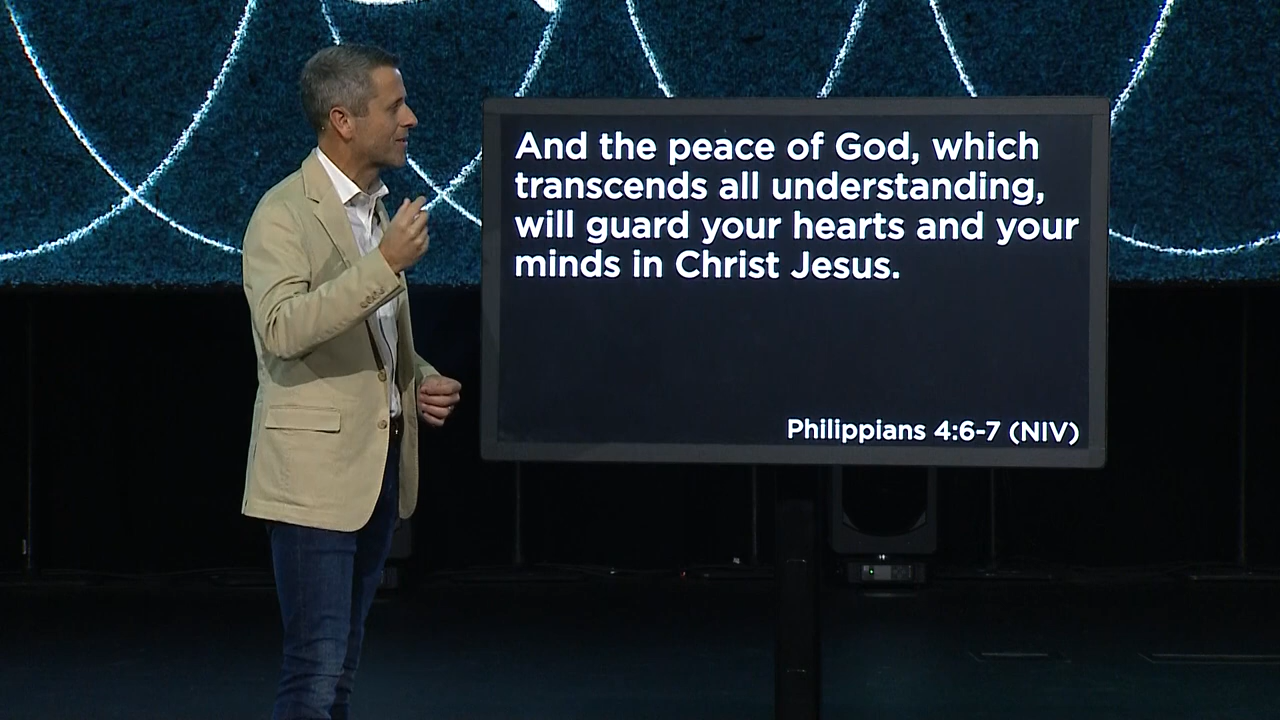 And the peace of God, which
transcends all understanding,
will guard your hearts and your
minds in Christ Jesus.
Philippians 4:6-7 (NIV)